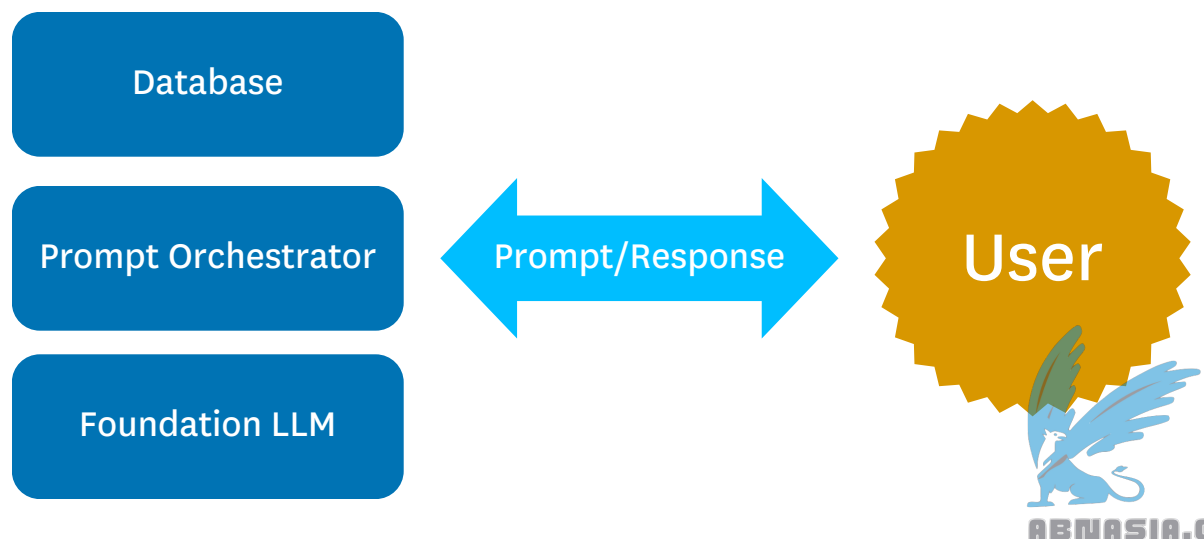 Database
Prompt Orchestrator
Prompt/Response
User
Foundation LLM